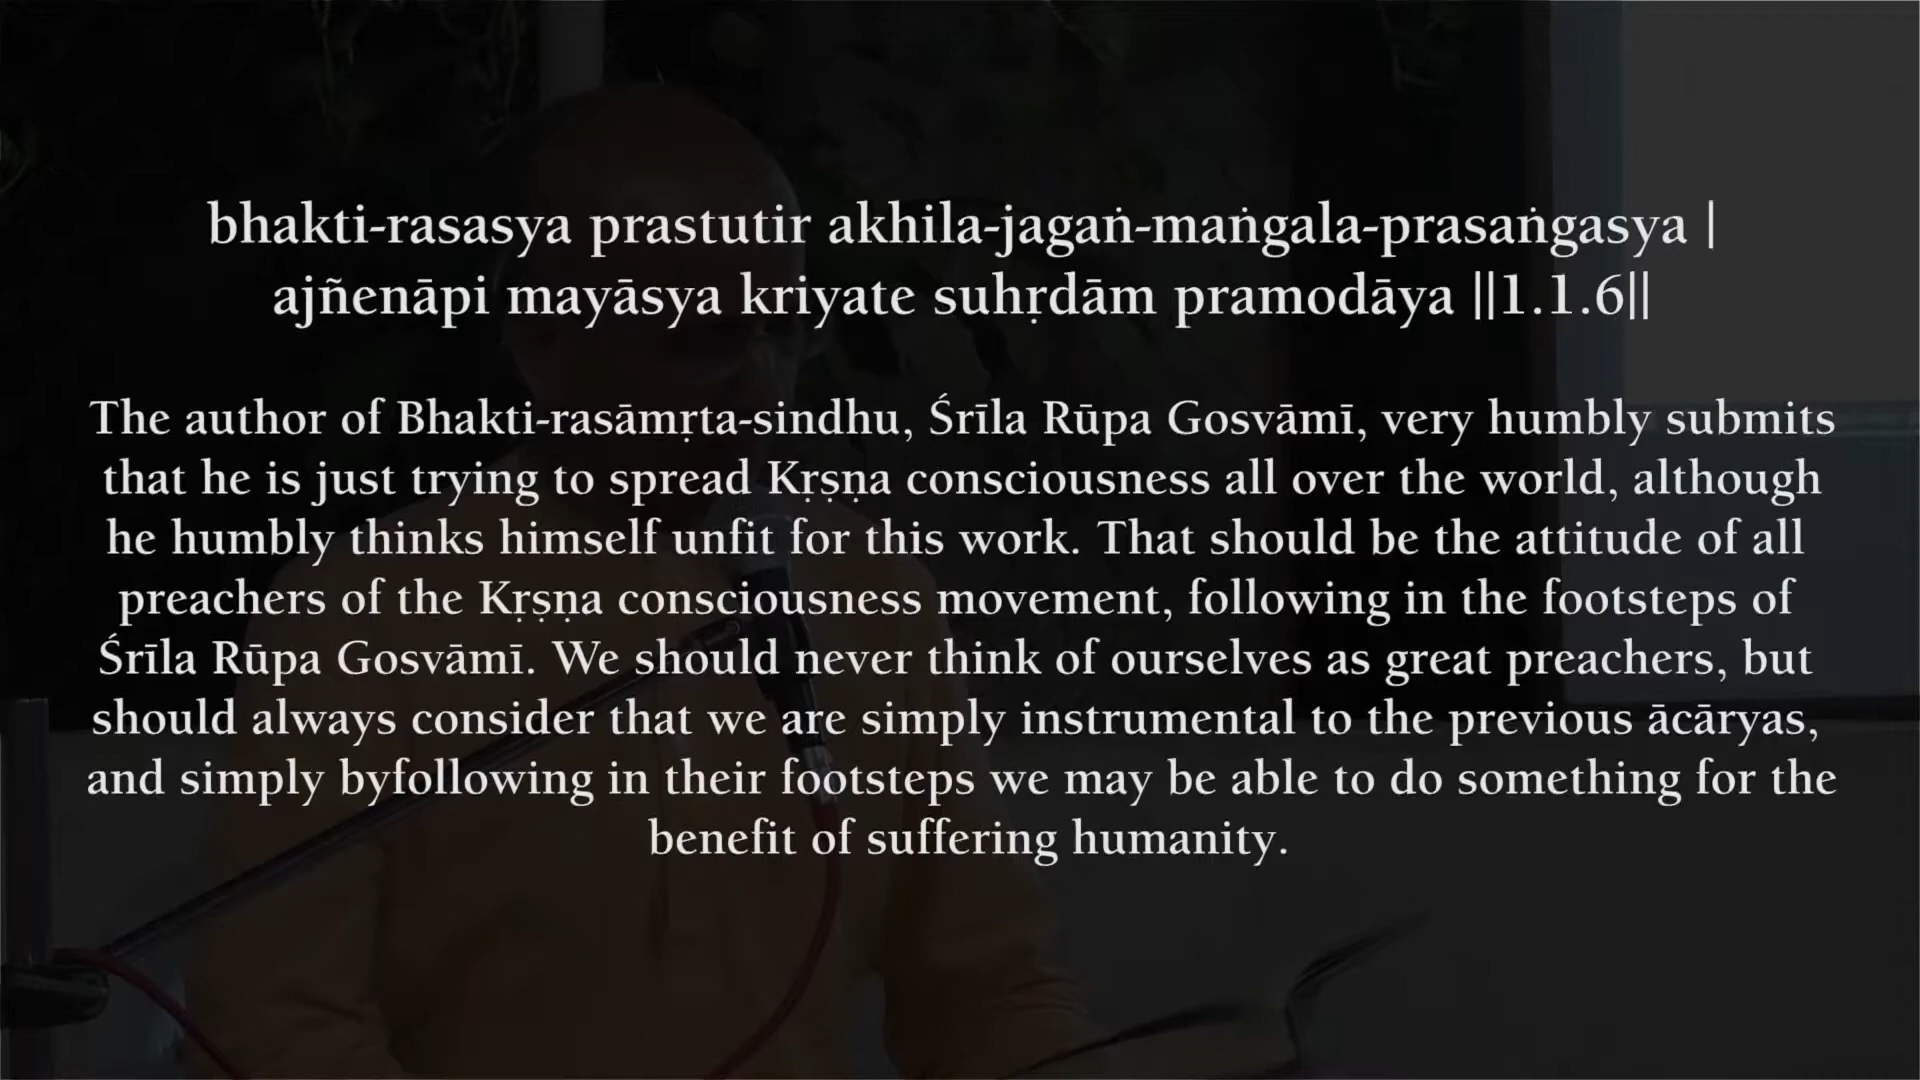 bhakti-rasasya prastutir akhila-jagaṅ-maṅgala-prasaṅgasya |
ajñenāpi mayāsya kriyate suhṛdām pramodāya ||1.1.6||
The author of Bhakti-rasāmṛta-sindhu, Śrīla Rūpa Gosvāmī, very humbly submits
that he is just trying to spread Kṛṣṇa consciousness all over the world, although
he humbly thinks himself unfit for this work. That should be the attitude of all
preachers of the Kṛṣṇa consciousness movement, following in the footsteps of
Śrīla Rūpa Gosvāmī. We should never think of ourselves as great preachers, but
should always consider that we are simply instrumental to the previous ācāryas,
and simply byfollowing in their footsteps we may be able to do something for the
benefit of suffering humanity.